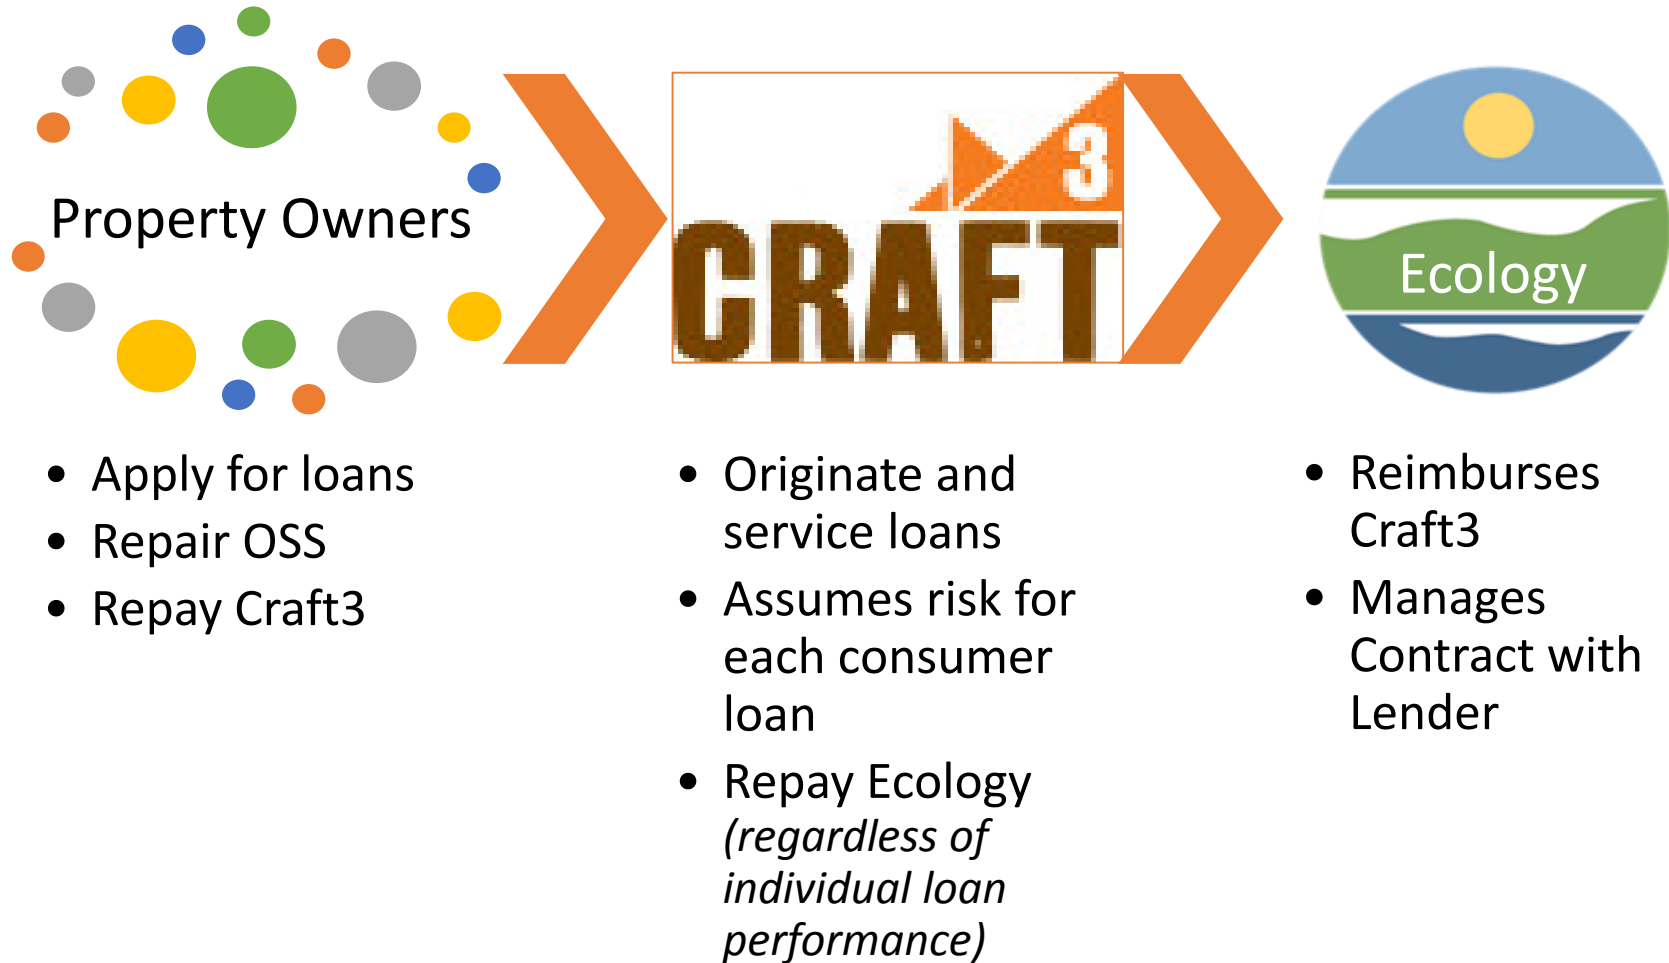 Property Owners
• Apply for loans
• Repair OSS
• Repay Craft3
3
CRAFT
• Originate and
service loans
• Assumes risk for
each consumer
loan
• Repay Ecology
(regardless of
individual loan
performance)
Ecology
• Reimburses
Craft3
• Manages
Contract with
Lender